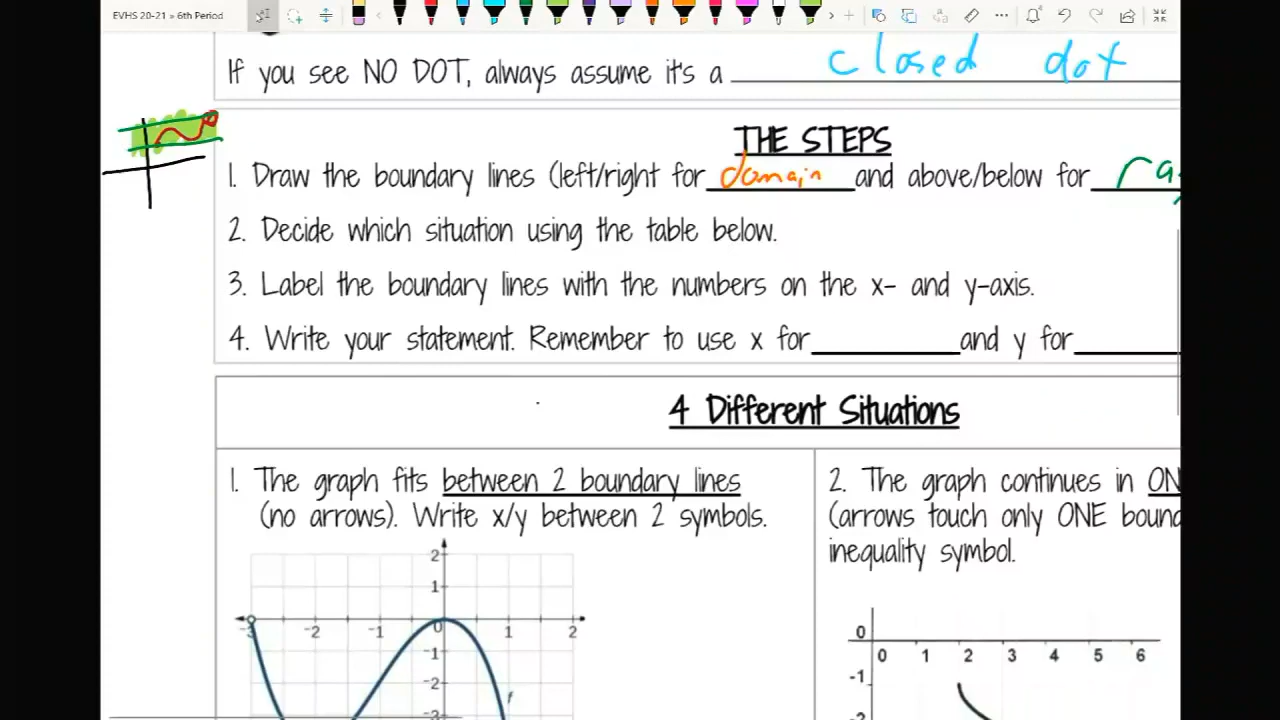 EVHS 20-21 » 6th Period
If you see NO DOT, always assume it's a closed dot
THE STEPS
1. Draw the boundary lines (left/right for domain and above/below for
2. Decide which situation using the table below.
3. Label the boundary lines with the numbers on the x- and y-axis.
4. Write your statement. Remember to use x for and y for
4 Different Situations
1. The graph fits between 2 boundary lines
(no arrows). Write x/y between 2 symbols.
2. The graph continues in
(arrows touch only ONE
inequality symbol.
2
1
-3 -2 -1 0 1 2
-1
-2
-3
f
0
0 1 2 3 4 5 6
-1
-2